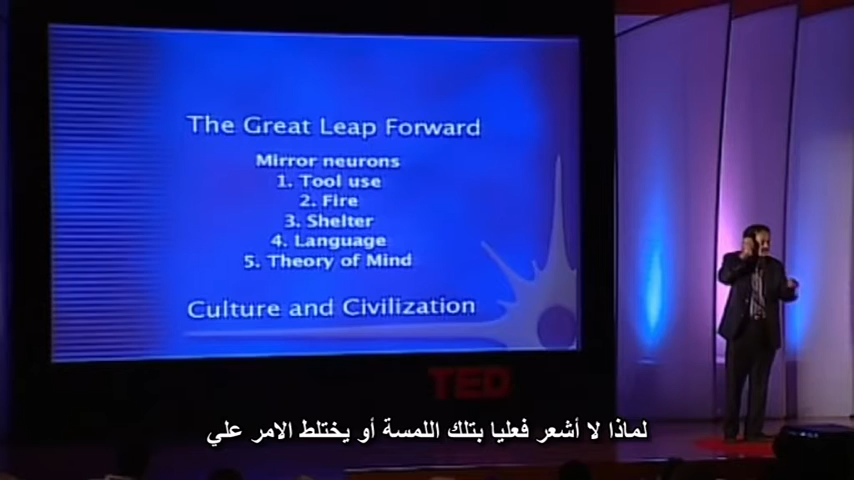 The Great Leap Forward
Mirror neurons
1. Tool use
2. Fire
3. Shelter
4. Language
5. Theory of Mind
Culture and Civilization
TED
لماذا لا أشعر فعليا بتلك اللمسة أو يختلط الامر علي